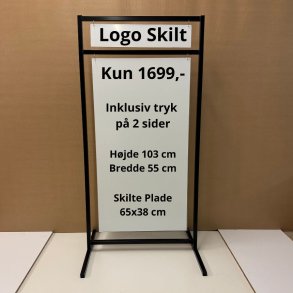 Logo Skilt
Kun 1699,-
Inklusiv tryk
på 2 sider
Højde 103 cm
Bredde 55 cm
Skilte Plade
65x38 cm